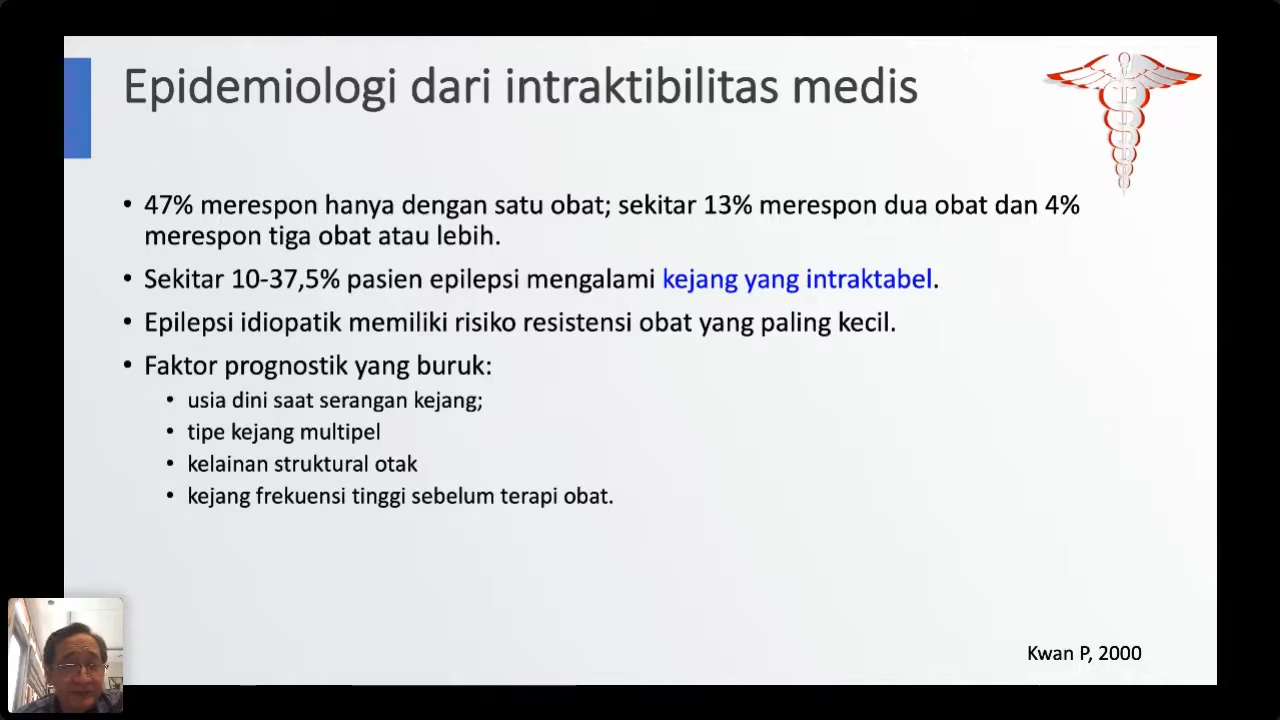 Epidemiologi dari intraktibilitas medis
• 47% merespon hanya dengan satu obat; sekitar 13% merespon dua obat dan 4%
merespon tiga obat atau lebih.
• Sekitar 10-37,5% pasien epilepsi mengalami kejang yang intraktabel.
• Epilepsi idiopatik memiliki risiko resistensi obat yang paling kecil.
• Faktor prognostik yang buruk:
• usia dini saat serangan kejang;
• tipe kejang multipel
• kelainan struktural otak
• kejang frekuensi tinggi sebelum terapi obat.
Kwan P, 2000